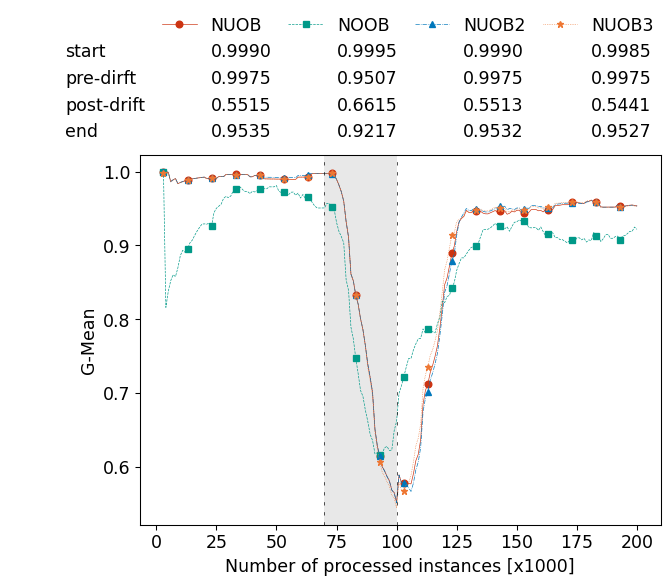 NUOB NOOB NUOB2 NUOB3
start 0.9990 0.9995 0.9990 0.9985
pre-dirft 0.9975 0.9507 0.9975 0.9975
post-drift 0.5515 0.6615 0.5513 0.5441
end 0.9535 0.9217 0.9532 0.9527
1.0
0.9
0.8
0.7
0.6
G-Mean
0 25 50 75 100 125 150 175 200
Number of processed instances [x1000]